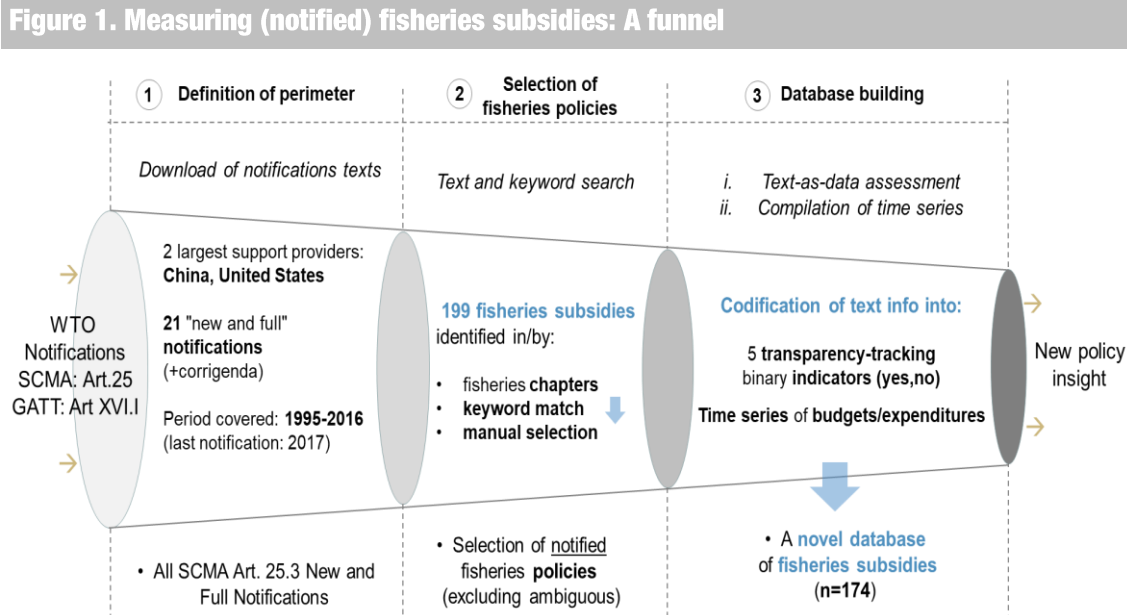 Figure 1. Measuring (notified) fisheries subsidies: A funnel
1 Definition of perimeter
2 Selection of
fisheries policies
3 Database building
Download of notifications texts
Text and keyword search
i. Text-as-data assessment
ii. Compilation of time series
WTO
Notifications
SCMA: Art.25
GATT: Art XVI.I
2 largest support providers:
China, United States
21 "new and full"
notifications
(+corrigenda)
Period covered: 1995-2016
(last notification: 2017)
199 fisheries subsidies
identified in/by:
• fisheries chapters
• keyword match
• manual selection
Codification of text info into:
5 transparency-tracking
binary indicators (yes,no)
Time series of budgets/expenditures
New policy
insight
• All SCMA Art. 25.3 New and
Full Notifications
• Selection of notified
fisheries policies
(excluding ambiguous)
• A novel database
of fisheries subsidies
(n=174)